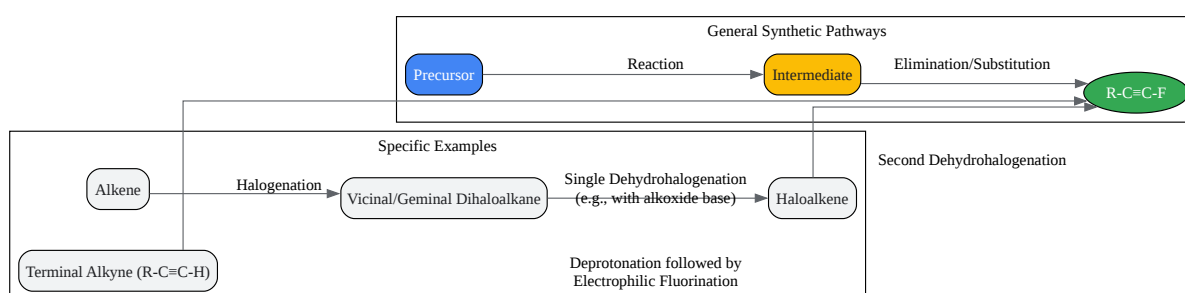 General Synthetic Pathways
Precursor
Reaction
Intermediate
Elimination/Substitution
R-C≡C-F
Specific Examples
Alkene
Halogenation
Vicinal/Geminal Dihaloalkane
Single Dehydrohalogenation
(e.g., with alkoxide base)
Haloalkene
Second Dehydrohalogenation
Terminal Alkyne (R-C≡C-H)
Deprotonation followed by
Electrophilic Fluorination